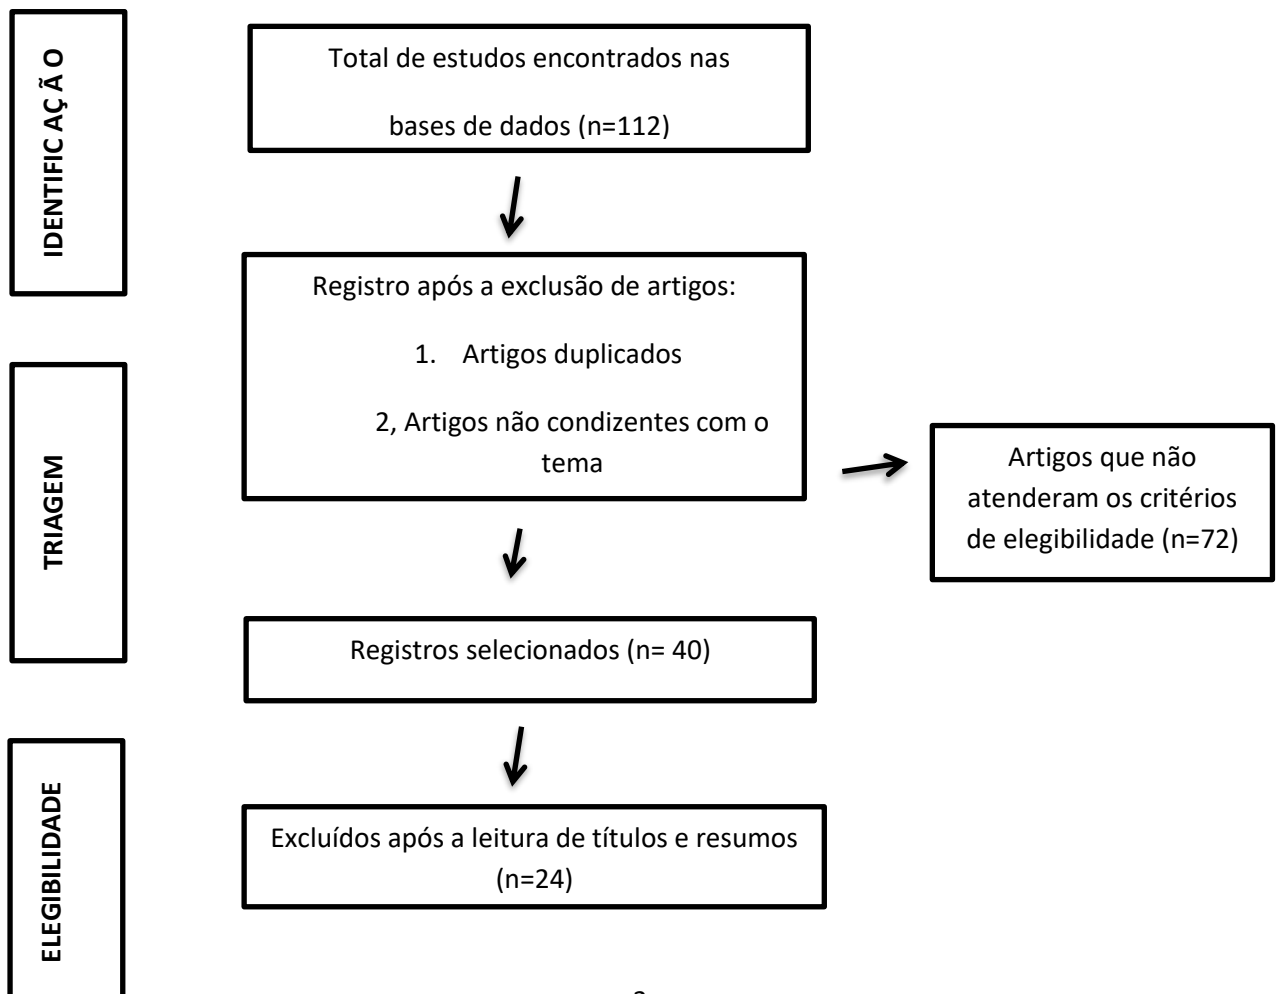 IDENTIFIC AÇ Ã O
Total de estudos encontrados nas
bases de dados (n=112)
Registro após a exclusão de artigos:
1. Artigos duplicados
2, Artigos não condizentes com o
tema
TRIAGEM
Artigos que não
atenderam os critérios
de elegibilidade (n=72)
Registros selecionados (n= 40)
ELEGIBILIDADE
Excluídos após a leitura de títulos e resumos
(n=24)